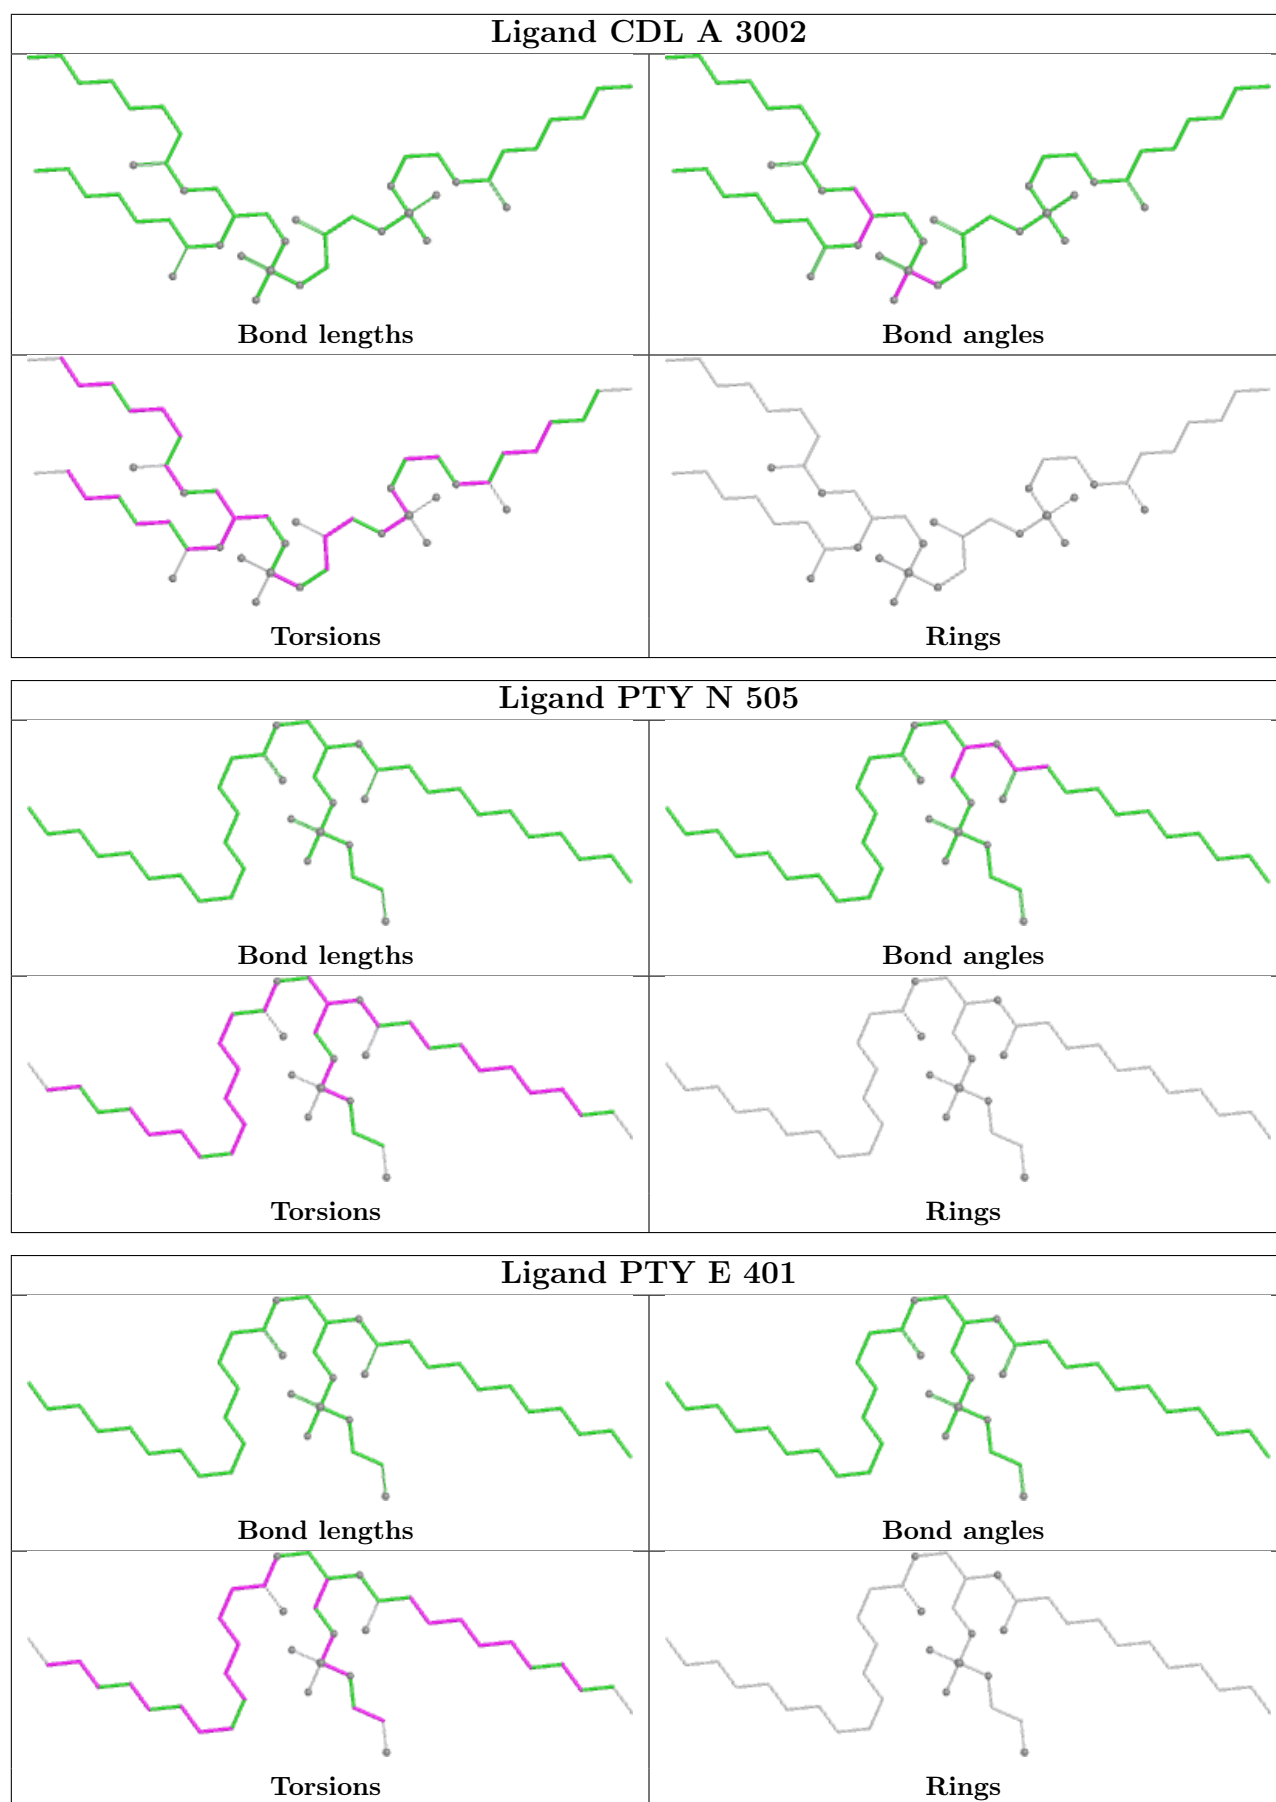 Ligand CDL A 3002
Bond lengths
Bond angles
Torsions
Rings
Ligand PTY N 505
Bond lengths
Bond angles
Torsions
Rings
Ligand PTY E 401
Bond lengths
Bond angles
Torsions
Rings